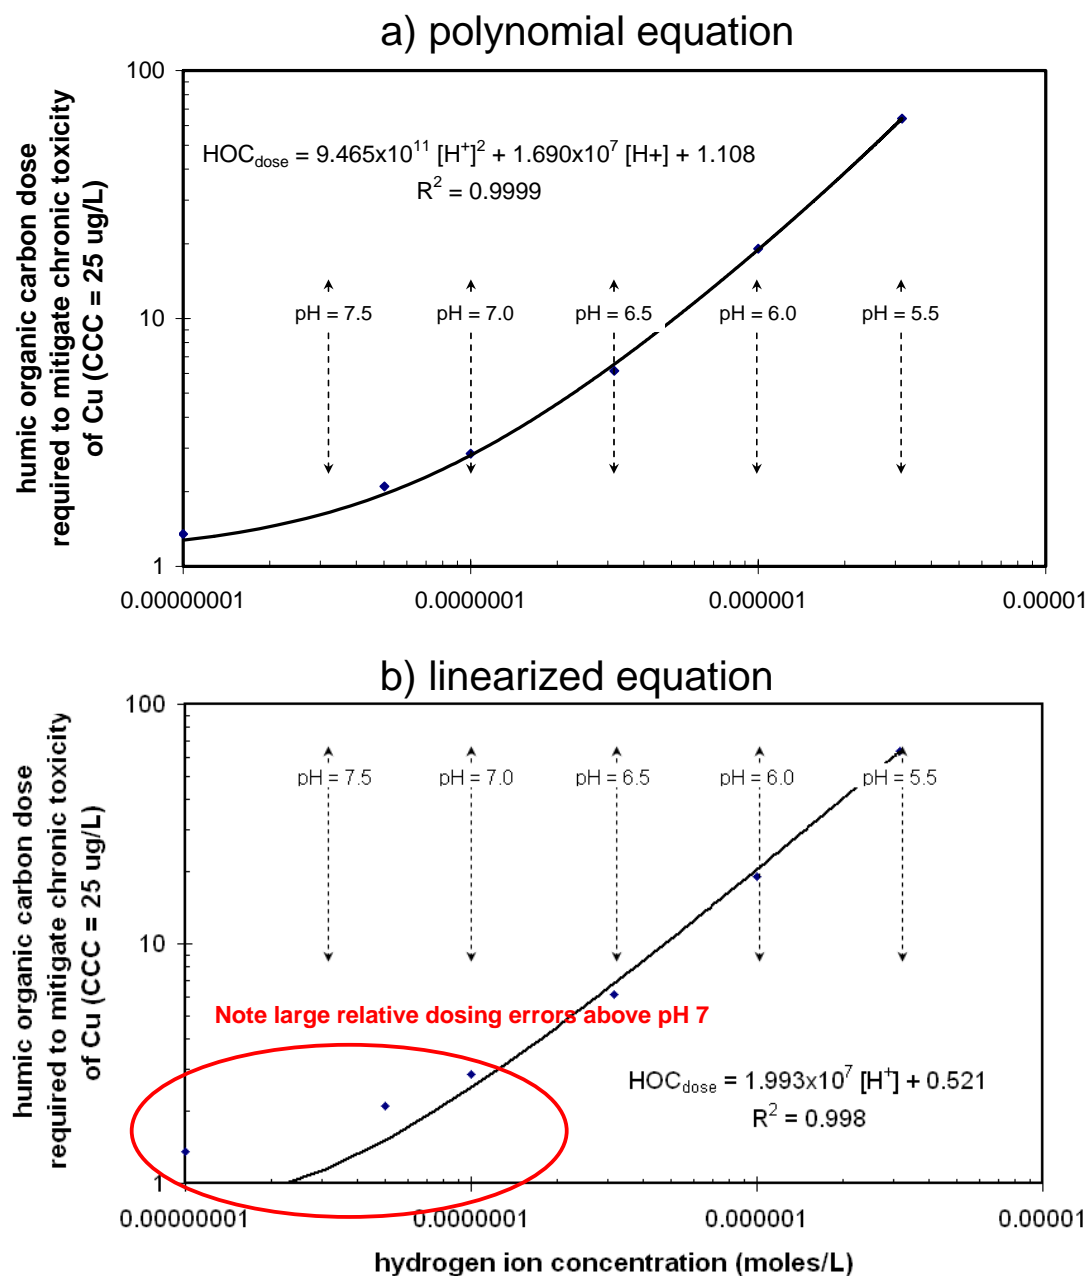 a) polynomial equation
humic organic carbon dose
required to mitigate chronic toxicity
of Cu (CCC = 25 ug/L)
100
10
1
HOCdose = 9.465x10^11 [H+]^2 + 1.690x10^7 [H+] + 1.108
R^2 = 0.9999
pH = 7.5
pH = 7.0
pH = 6.5
pH = 6.0
pH = 5.5
0.00000001
0.0000001
0.000001
0.00001
b) linearized equation
humic organic carbon dose
required to mitigate chronic toxicity
of Cu (CCC = 25 ug/L)
100
10
1
pH = 7.5
pH = 7.0
pH = 6.5
pH = 6.0
pH = 5.5
Note large relative dosing errors above pH 7
HOCdose = 1.993x10^7 [H+] + 0.521
R^2 = 0.998
0.00000001
0.0000001
0.000001
0.00001
hydrogen ion concentration (moles/L)